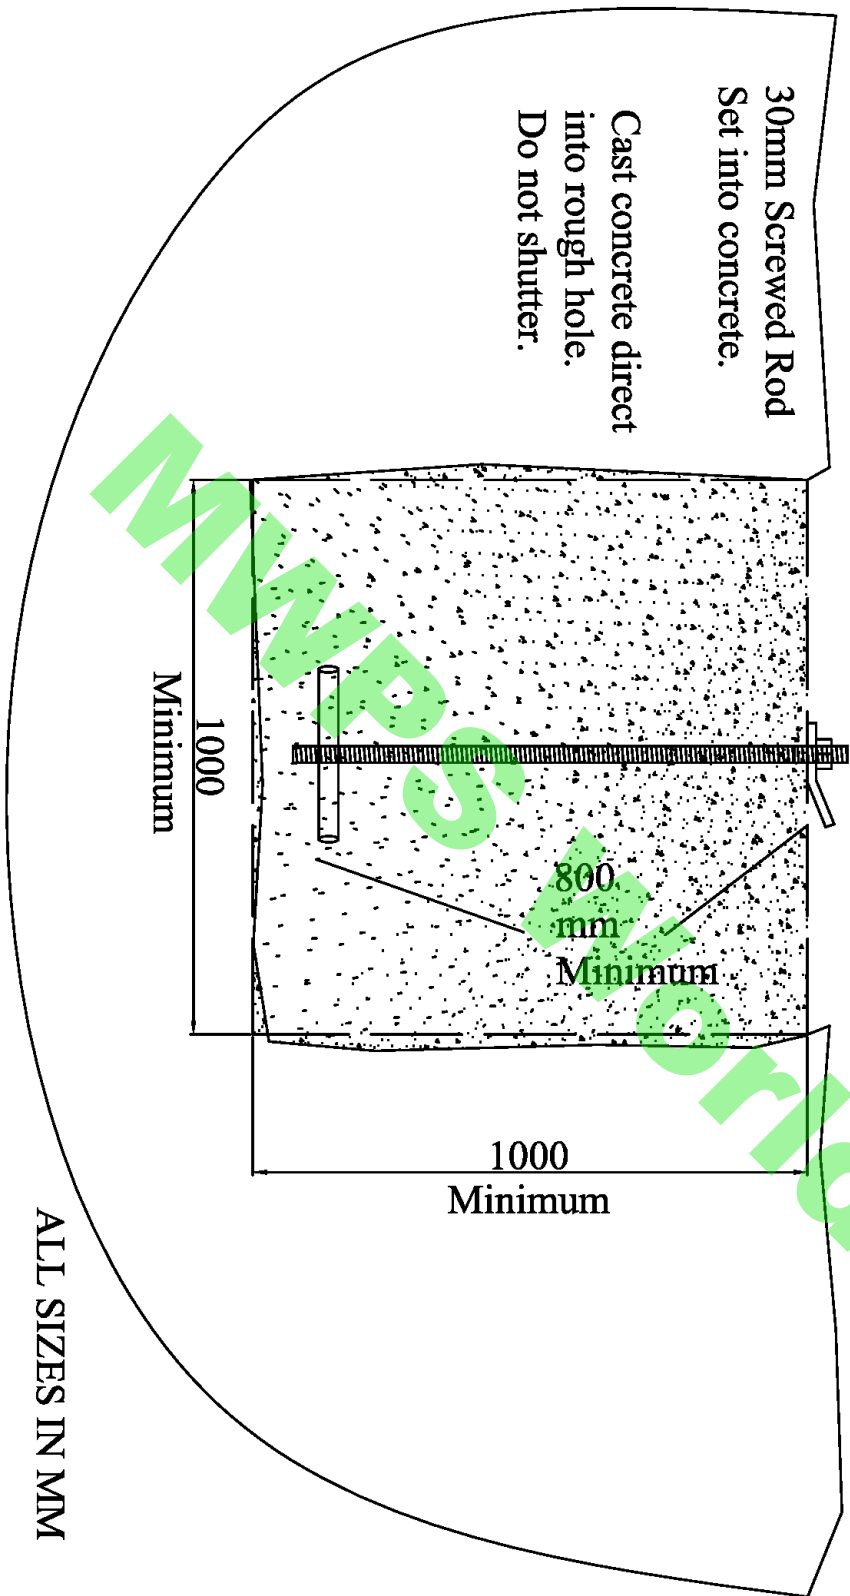 30mm Screwed Rod
Set into concrete.
Cast concrete direct
into rough hole.
Do not shutter.
800
mm
Minimum
1000
Minimum
1000
Minimum
ALL SIZES IN MM
MWPS World